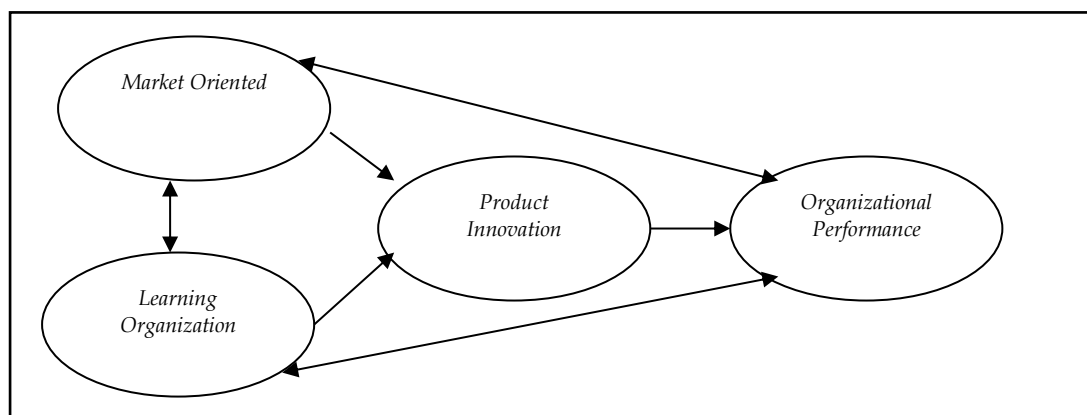 Market Oriented
Product
Innovation
Organizational
Performance
Learning
Organization